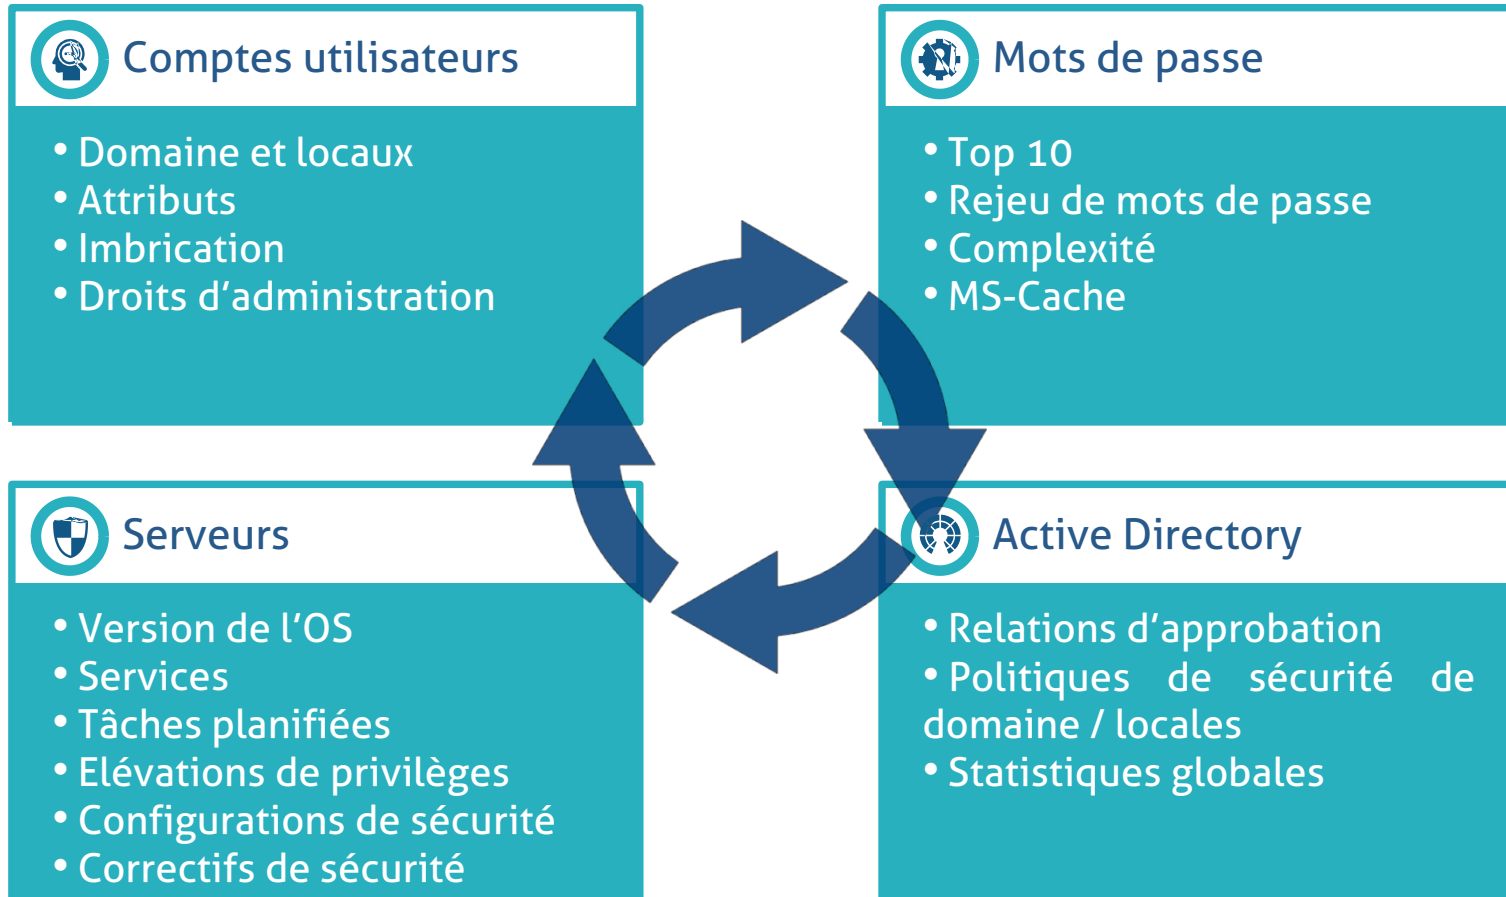 Comptes utilisateurs
• Domaine et locaux
• Attributs
• Imbrication
• Droits d’administration
Mots de passe
• Top 10
• Rejeu de mots de passe
• Complexité
• MS-Cache
Serveurs
• Version de l’OS
• Services
• Tâches planifiées
• Elévations de privilèges
• Configurations de sécurité
• Correctifs de sécurité
Active Directory
• Relations d’approbation
• Politiques de sécurité de
domaine / locales
• Statistiques globales